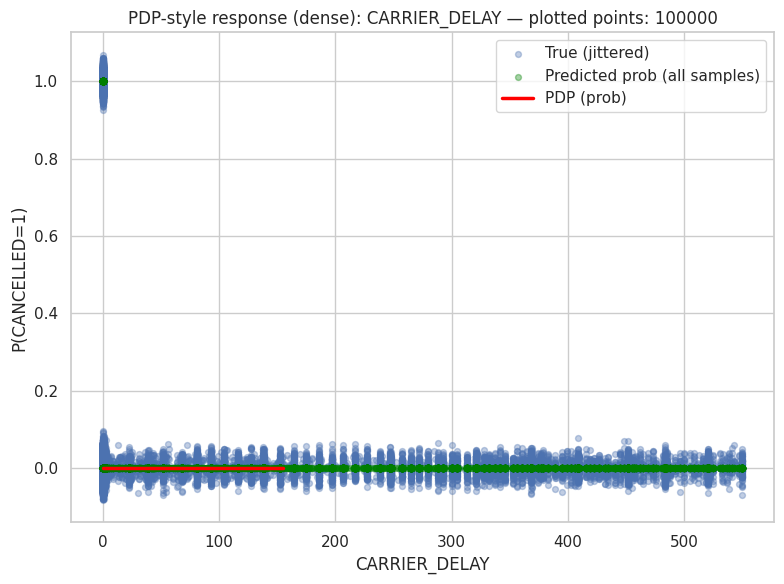 PDP-style response (dense): CARRIER_DELAY — plotted points: 100000
True (jittered)
Predicted prob (all samples)
PDP (prob)
P(CANCELLED=1)
1.0
0.8
0.6
0.4
0.2
0.0
0
100
200
300
400
500
CARRIER_DELAY